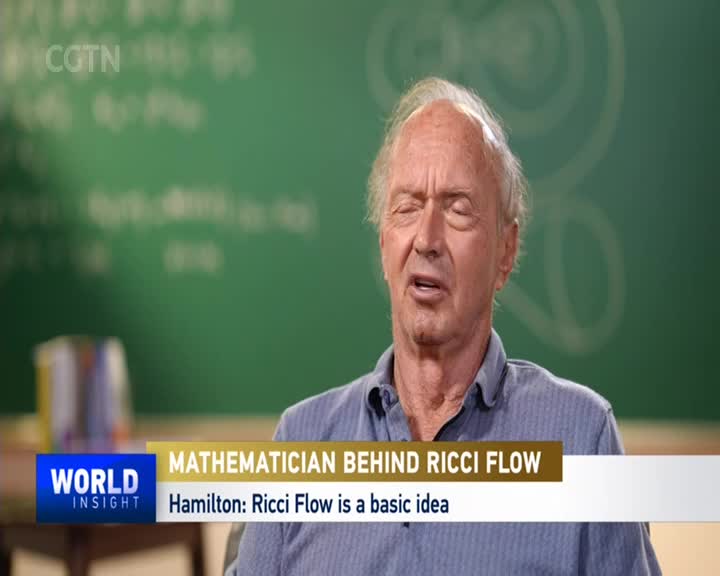 CGTN
MATHEMATICIAN BEHIND RICCI FLOW
WORLD
INSIGHT
Hamilton: Ricci Flow is a basic idea